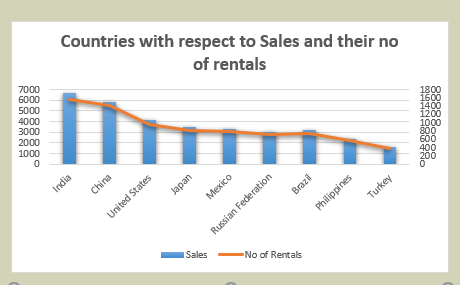 Countries with respect to Sales and their no
of rentals
7000
6000
5000
4000
3000
2000
1000
0
1800
1600
1400
1200
1000
800
600
400
200
0
India
China
United States
Japan
Mexico
Russian Federation
Brazil
Philippines
Turkey
Sales
No of Rentals